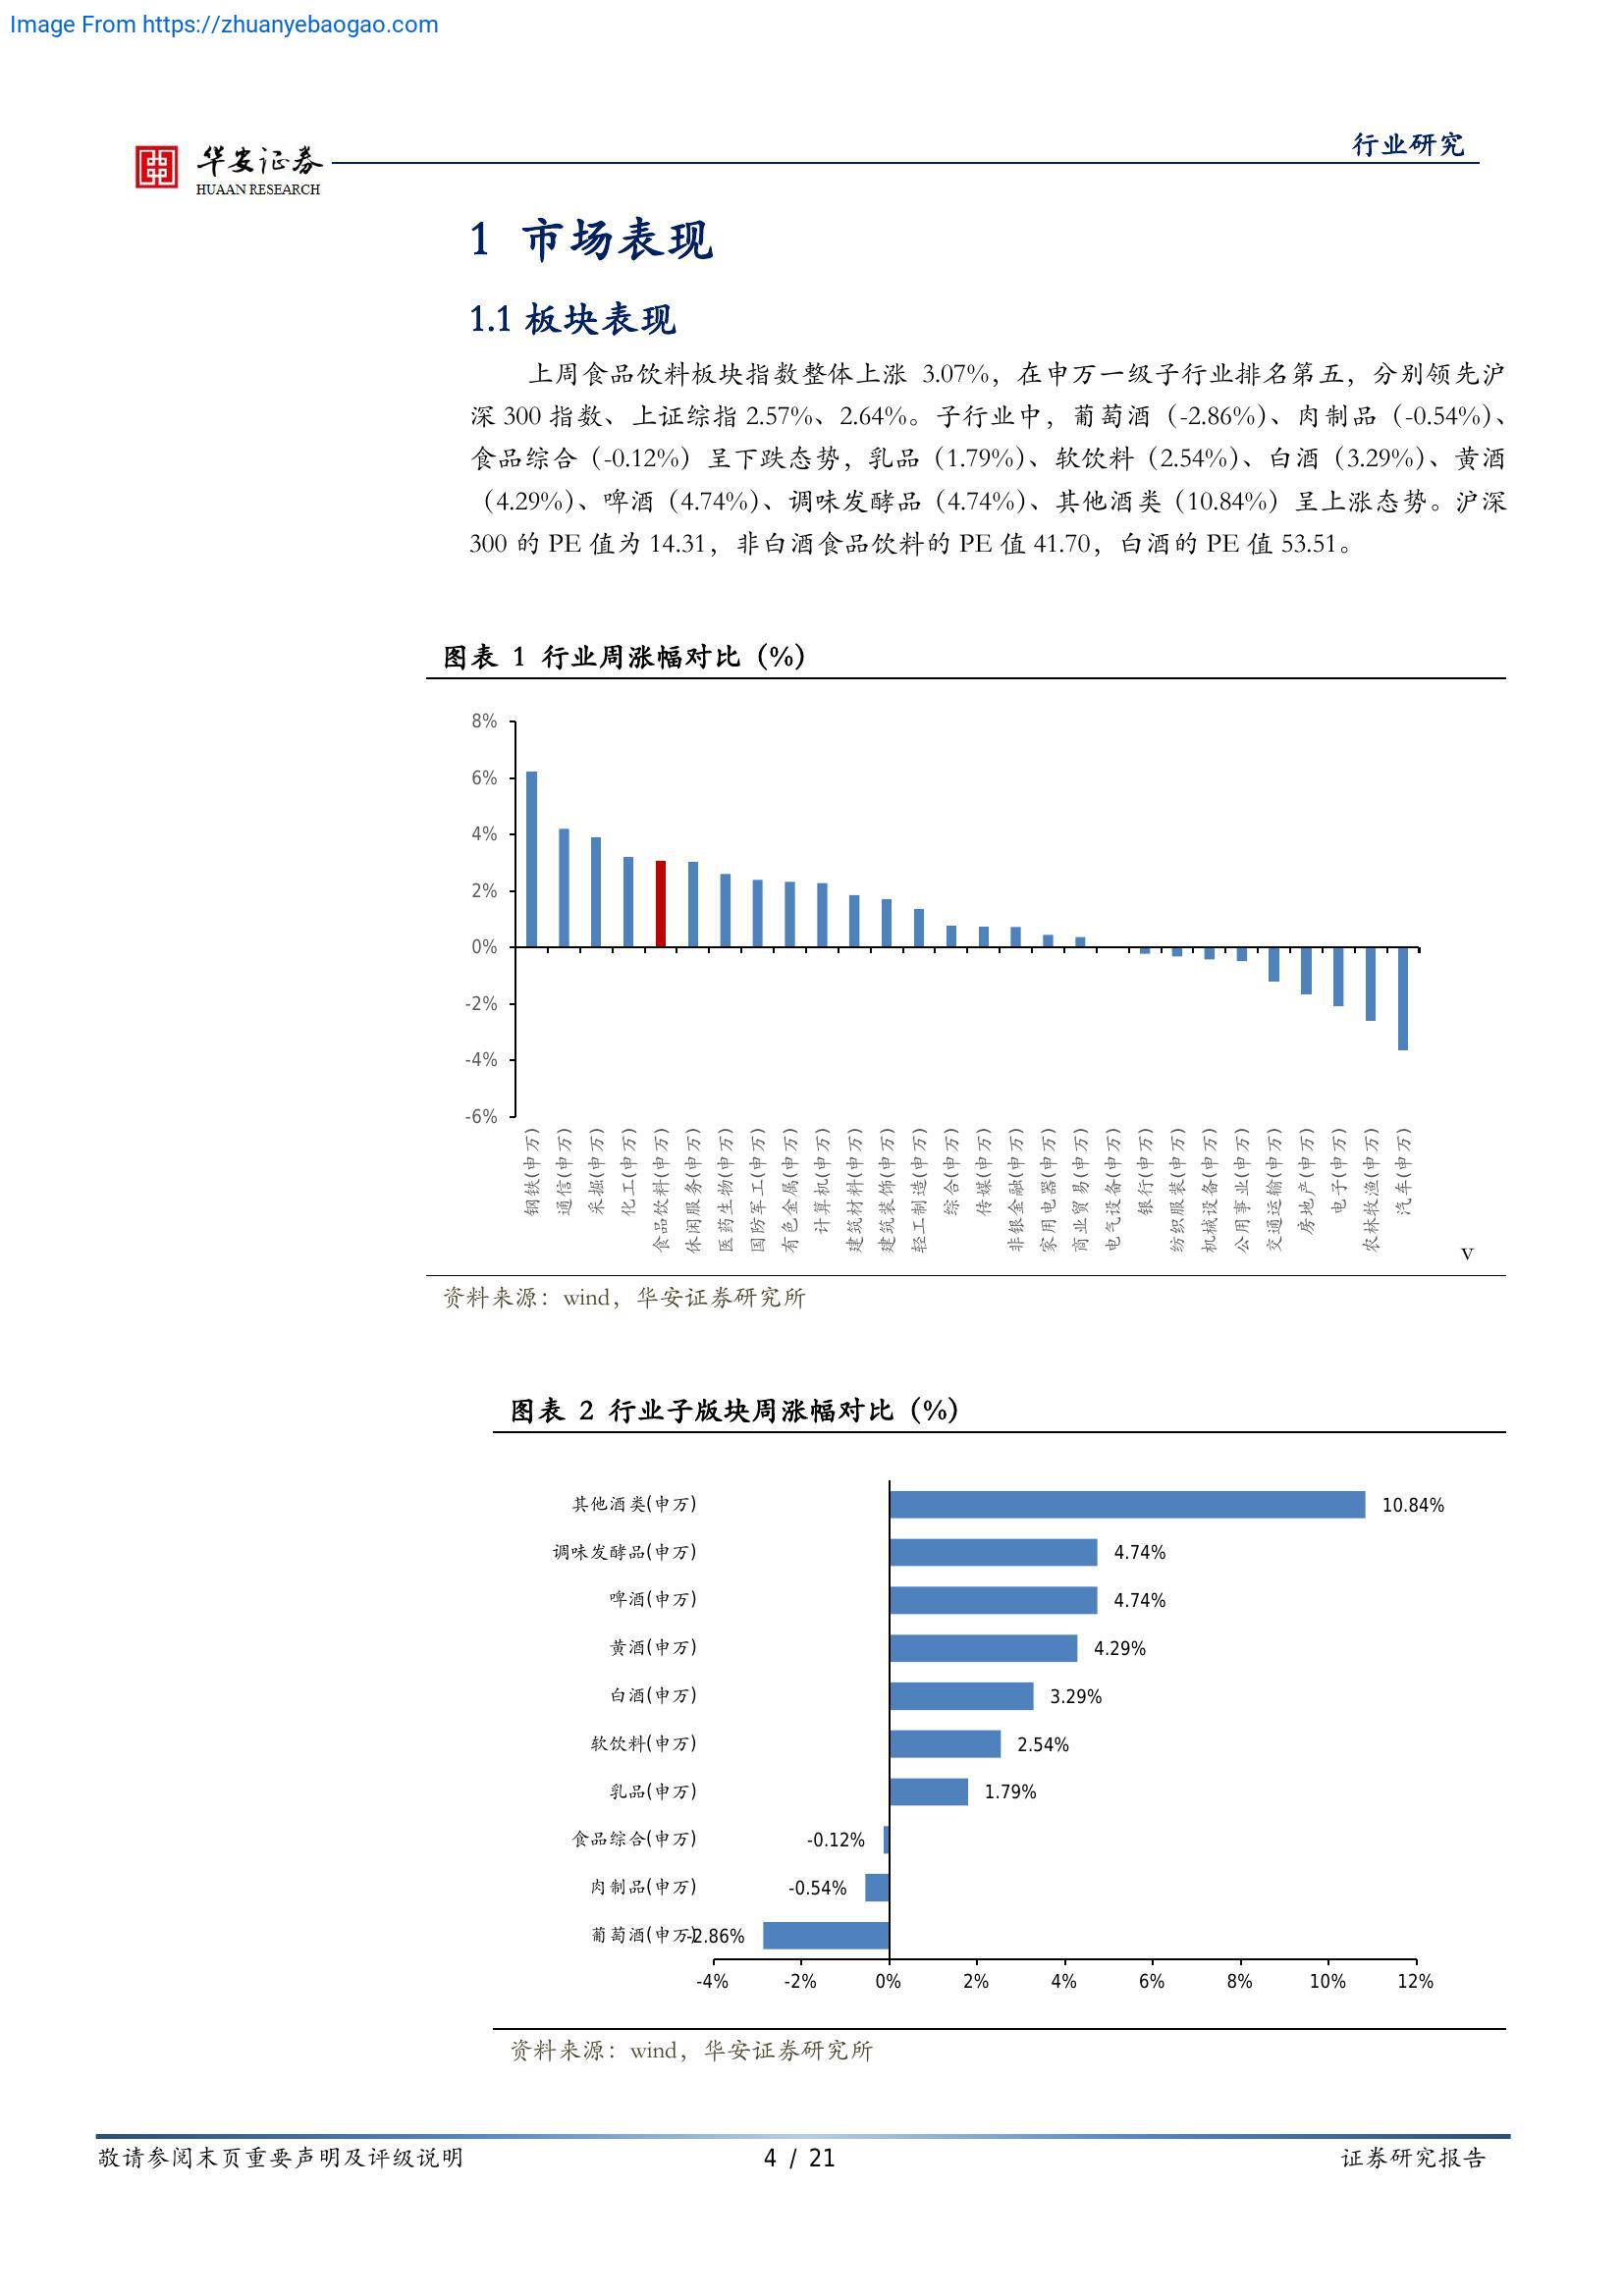 Image From https://zhuanyebaogao.com
华安证券
HUAAN RESEARCH
行业研究
1 市场表现
1.1 板块表现
上周食品饮料板块指数整体上涨 3.07%，在申万一级子行业排名第五，分别领先沪
深 300 指数、上证综指 2.57%、2.64%。子行业中，葡萄酒（-2.86%）、肉制品（-0.54%）、
食品综合（-0.12%）呈下跌态势，乳品（1.79%）、软饮料（2.54%）、白酒（3.29%）、黄酒
（4.29%）、啤酒（4.74%）、调味发酵品（4.74%）、其他酒类（10.84%）呈上涨态势。沪深
300 的 PE 值为 14.31，非白酒食品饮料的 PE 值 41.70，白酒的 PE 值 53.51。
图表 1 行业周涨幅对比（%）
8%
6%
4%
2%
0%
-2%
-4%
-6%
钢铁(申万)
通信(申万)
采掘(申万)
化工(申万)
食品饮料(申万)
休闲服务(申万)
医药生物(申万)
国防军工(申万)
有色金属(申万)
计算机(申万)
建筑材料(申万)
建筑装饰(申万)
轻工制造(申万)
综合(申万)
传媒(申万)
非银金融(申万)
家用电器(申万)
商业贸易(申万)
电气设备(申万)
银行(申万)
纺织服装(申万)
机械设备(申万)
公用事业(申万)
交通运输(申万)
房地产(申万)
电子(申万)
农林牧渔(申万)
汽车(申万)
v
资料来源：wind，华安证券研究所
图表 2 行业子版块周涨幅对比（%）
其他酒类(申万) 10.84%
调味发酵品(申万) 4.74%
啤酒(申万) 4.74%
黄酒(申万) 4.29%
白酒(申万) 3.29%
软饮料(申万) 2.54%
乳品(申万) 1.79%
食品综合(申万) -0.12%
肉制品(申万) -0.54%
葡萄酒(申万) -2.86%
-4% -2% 0% 2% 4% 6% 8% 10% 12%
资料来源：wind，华安证券研究所
敬请参阅末页重要声明及评级说明 4 / 21 证券研究报告